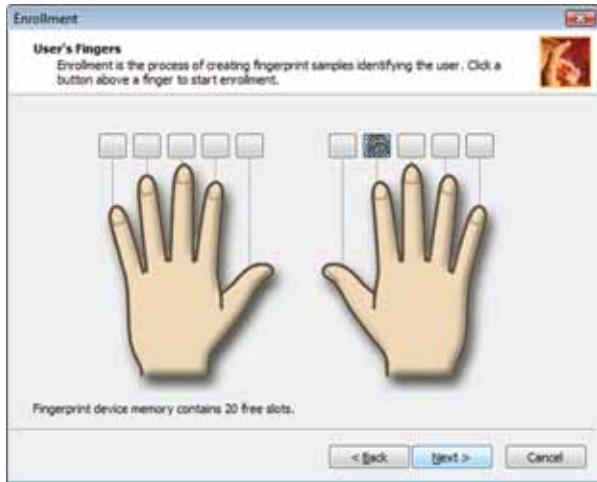 Enrollment
User's Fingers
Enrollment is the process of creating fingerprint samples identifying the user. Click a
button above a finger to start enrollment.
Fingerprint device memory contains 20 free slots.
< Back
Next >
Cancel